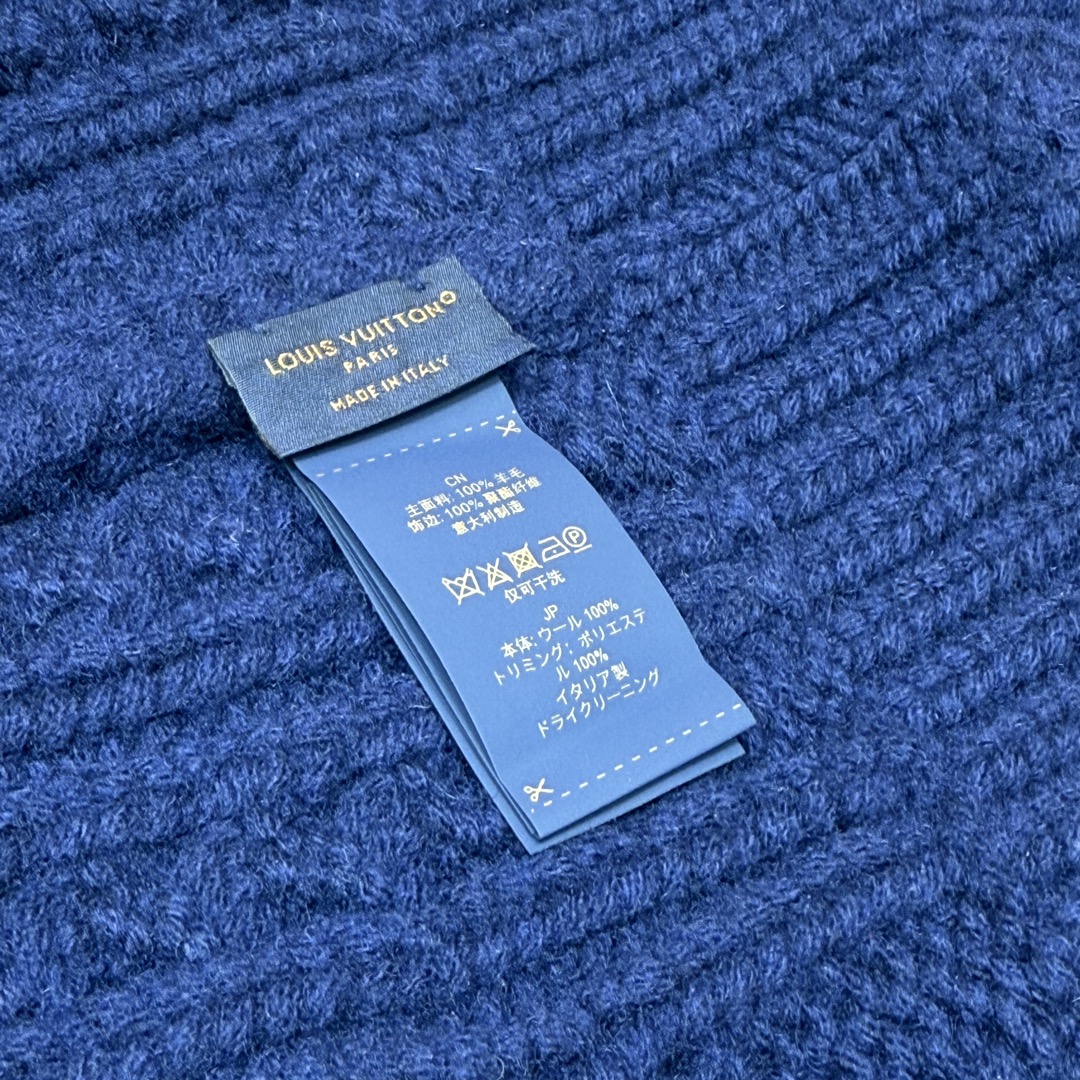 LOUIS VUITTON
PARIS
MADE IN ITALY
CN
主面料: 100% 羊毛
饰边: 100% 聚酯纤维
意大利制造
P
仅可干洗
JP
本体: ウール 100%
トリミング: ポリエステ
ル 100%
イタリア製
ドライクリーニング